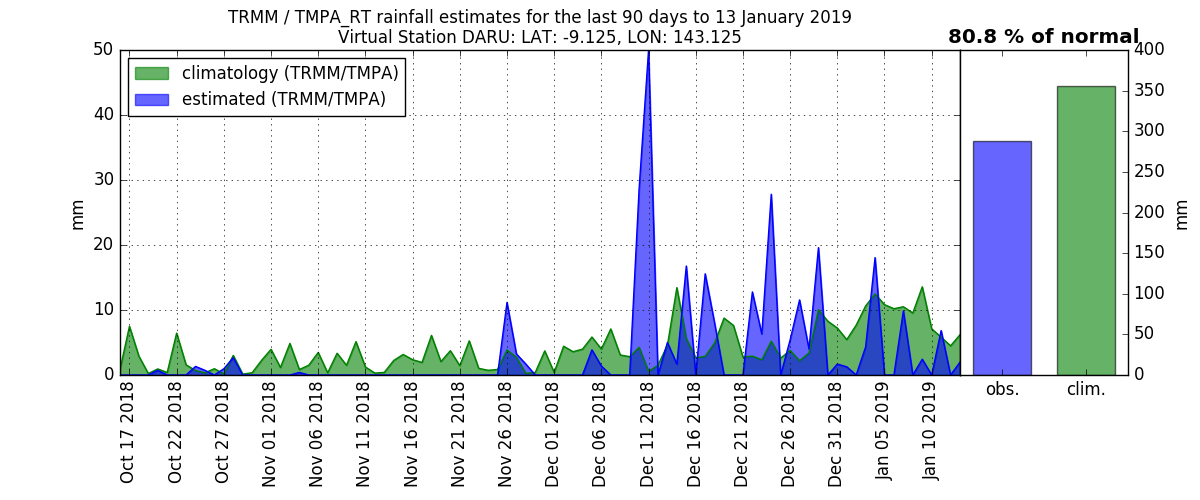 TRMM / TMPA_RT rainfall estimates for the last 90 days to 13 January 2019
Virtual Station DARU: LAT: -9.125, LON: 143.125
80.8 % of normal
climatology (TRMM/TMPA)
estimated (TRMM/TMPA)
50
40
30
20
10
0
mm
Oct 17 2018
Oct 22 2018
Oct 27 2018
Nov 01 2018
Nov 06 2018
Nov 11 2018
Nov 16 2018
Nov 21 2018
Nov 26 2018
Dec 01 2018
Dec 06 2018
Dec 11 2018
Dec 16 2018
Dec 21 2018
Dec 26 2018
Dec 31 2018
Jan 05 2019
Jan 10 2019
obs.
clim.
400
350
300
250
200
150
100
50
0
mm